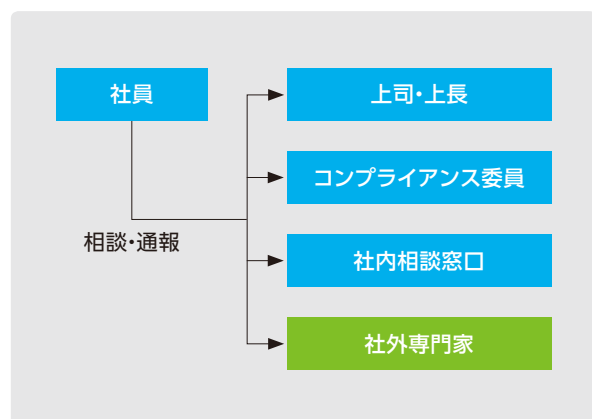 社員
上司・上長
コンプライアンス委員
相談・通報
社内相談窓口
社外専門家